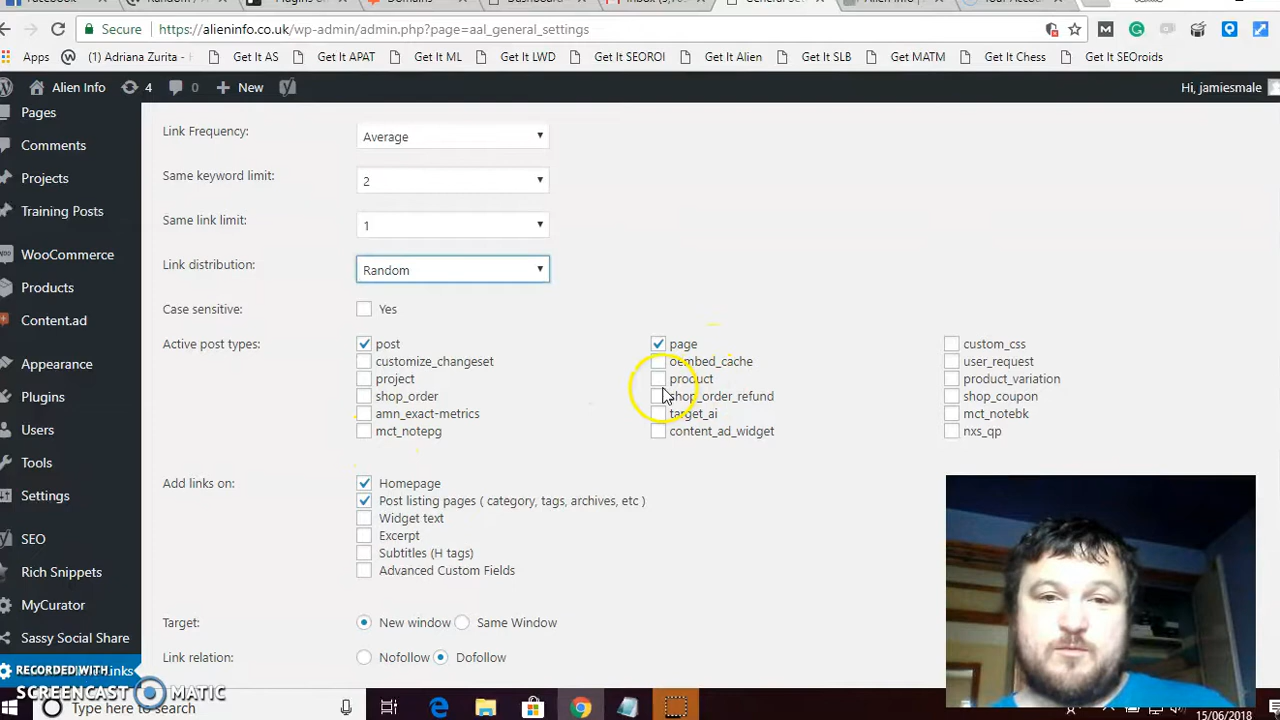 Secure https://alieninfo.co.uk/wp-admin/admin.php?page=aal_general_settings
Apps (1) Adriana Zurita Get It AS Get It APAT Get It ML Get It LWD Get It SEOROI Get It Alien Get It SLB Get MATM Get It Chess Get It SEOroids
Alien Info 4 0 New Hi, jamiesmale
Pages
Comments
Projects
Training Posts
WooCommerce
Products
Content.ad
Appearance
Plugins
Users
Tools
Settings
SEO
Rich Snippets
MyCurator
Sassy Social Share
Links
Link Frequency: Average
Same keyword limit: 2
Same link limit: 1
Link distribution: Random
Case sensitive: Yes
Active post types: post page custom_css
customize_changeset oembed_cache user_request
project product product_variation
shop_order shop_order_refund shop_coupon
amn_exact-metrics target_ai mct_notebk
mct_notepg content_ad_widget nxs_qp
Add links on: Homepage
Post listing pages ( category, tags, archives, etc )
Widget text
Excerpt
Subtitles (H tags)
Advanced Custom Fields
Target: New window Same Window
Link relation: Nofollow Dofollow
RECORDED WITH
SCREENCAST MATIC
Type here to search
15/06/2018